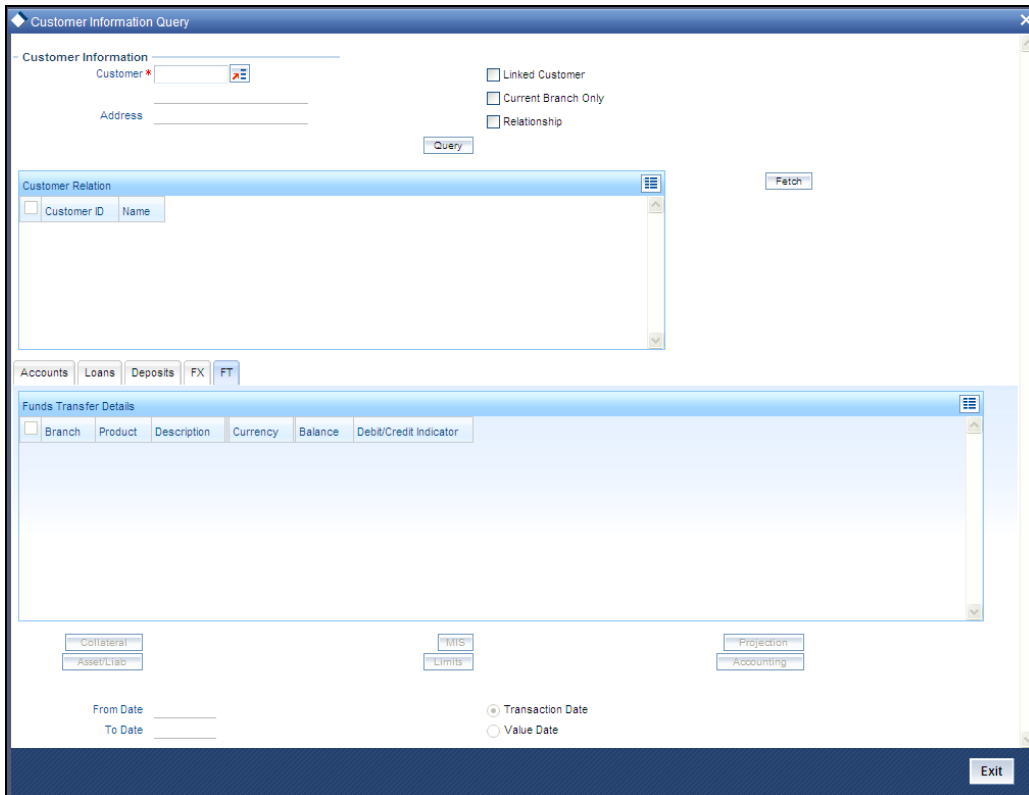 Customer Information Query
Customer Information
Customer *
Linked Customer
Current Branch Only
Address
Relationship
Query
Customer Relation
Fetch
Customer ID Name
Accounts Loans Deposits FX FT
Funds Transfer Details
Branch Product Description Currency Balance Debit/Credit Indicator
Collateral MIS Projection
Asset/Liab Limits Accounting
From Date Transaction Date
To Date Value Date
Exit